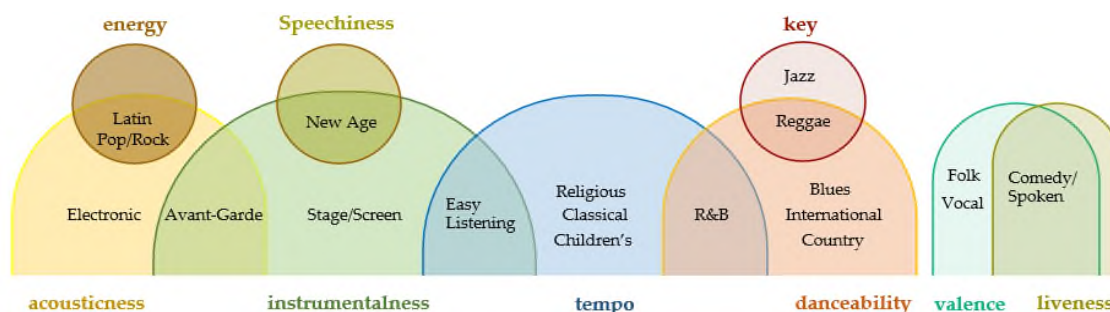 energy
Speechiness
key
Latin
Pop/Rock
New Age
Jazz
Reggae
Electronic
Avant-Garde
Stage/Screen
Easy
Listening
Religious
Classical
Children's
R&B
Blues
International
Country
Folk
Vocal
Comedy/
Spoken
acousticness
instrumentalness
tempo
danceability
valence
liveness